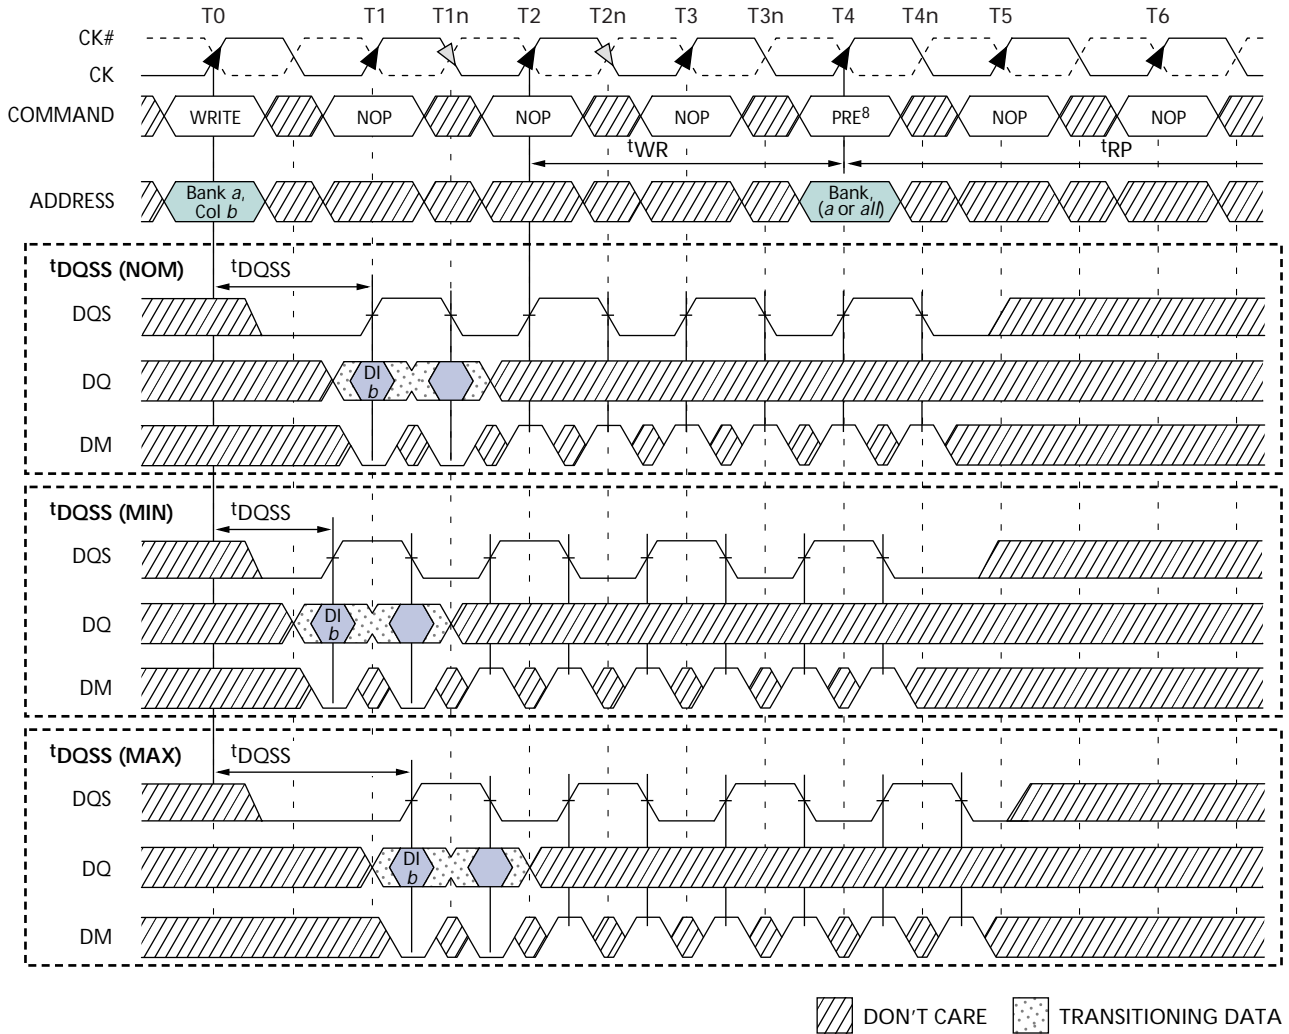 T0 T1 T1n T2 T2n T3 T3n T4 T4n T5 T6
CK#
CK
COMMAND WRITE NOP NOP NOP PRE8 NOP NOP
tWR tRP
ADDRESS Bank a, Col b Bank, (a or all)
tDQSS (NOM) tDQSS
DQS
DQ DI b
DM
tDQSS (MIN) tDQSS
DQS
DQ DI b
DM
tDQSS (MAX) tDQSS
DQS
DQ DI b
DM
DON'T CARE TRANSITIONING DATA